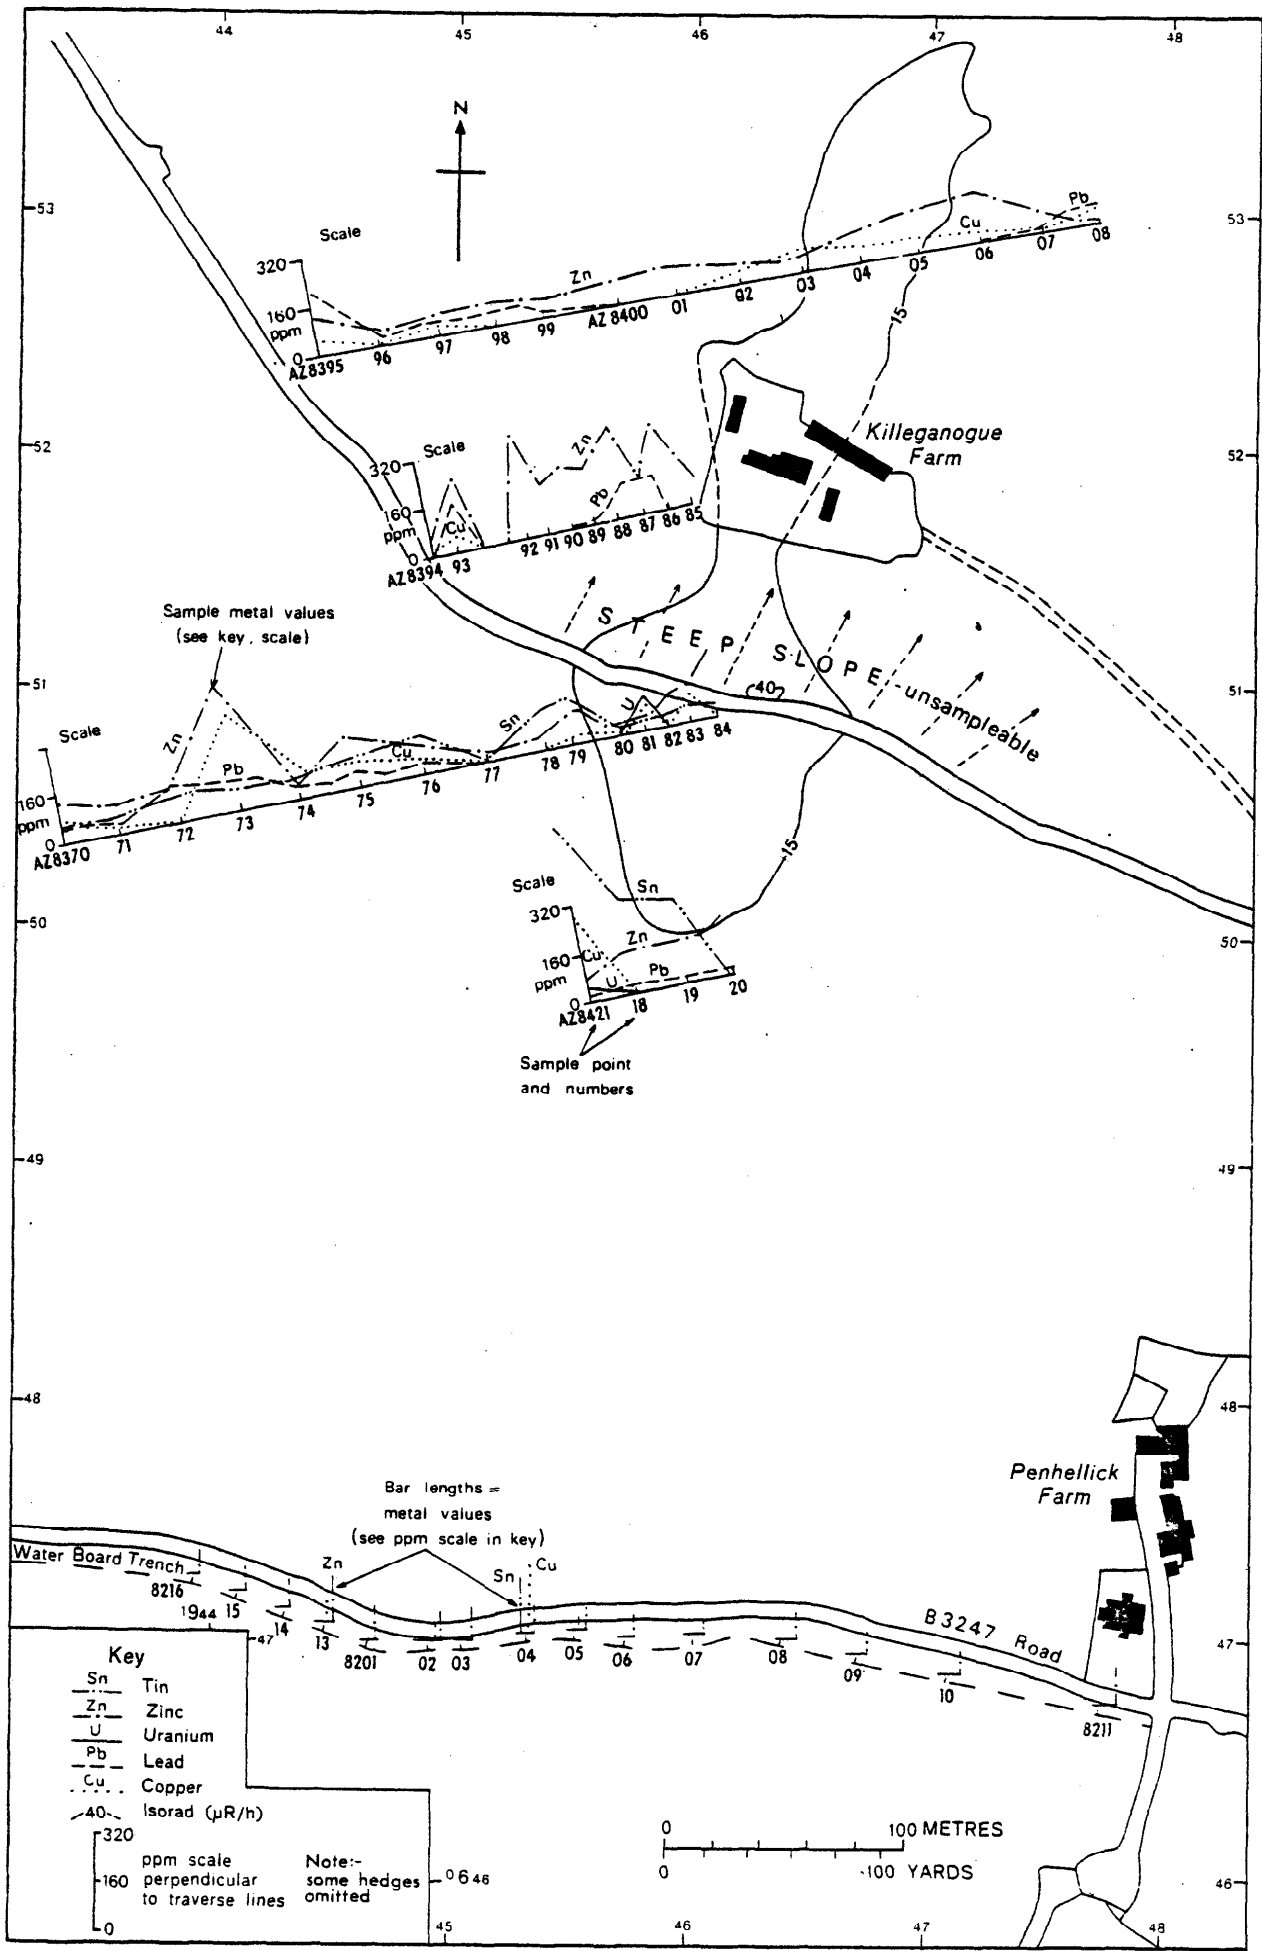 44
45
46
47
48
N
53
53
Scale
320
160
ppm
0
Zn
Cu
Pb
AZ8395
96
97
98
99
AZ 8400
01
02
03
04
05
06
07
08
15
52
52
Scale
320
160
ppm
0
Cu
Zn
Pb
AZ8394
93
92
91
90
89
88
87
86
85
Killeganogue
Farm
Sample metal values
(see key, scale)
STEEP SLOPE - unsampleable
40
51
51
Scale
160
ppm
0
Zn
Pb
Cu
Sn
U
AZ8370
71
72
73
74
75
76
77
78
79
80
81
82
83
84
15
50
50
Scale
320
160
ppm
0
Sn
Zn
Cu
U
Pb
AZ8421
18
19
20
Sample point
and numbers
49
49
48
48
Penhellick
Farm
Bar lengths =
metal values
(see ppm scale in key)
Water Board Trench
Zn
Sn
Cu
8216
15
14
13
8201
02
03
04
05
06
07
08
09
10
8211
B3247 Road
1944
47
47
Key
Sn Tin
Zn Zinc
U Uranium
Pb Lead
Cu Copper
40 Isorad (µR/h)
320
160
0
ppm scale
perpendicular
to traverse lines
Note:-
some hedges
omitted
0646
46
0 100 METRES
0 100 YARDS
45
46
47
48